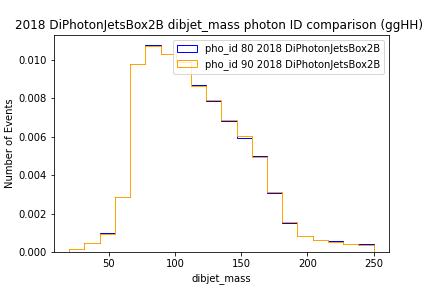 2018 DiPhotonJetsBox2B dibjet_mass photon ID comparison (ggHH)
pho_id 80 2018 DiPhotonJetsBox2B
pho_id 90 2018 DiPhotonJetsBox2B
Number of Events
0.010
0.008
0.006
0.004
0.002
0.000
50 100 150 200 250
dibjet_mass